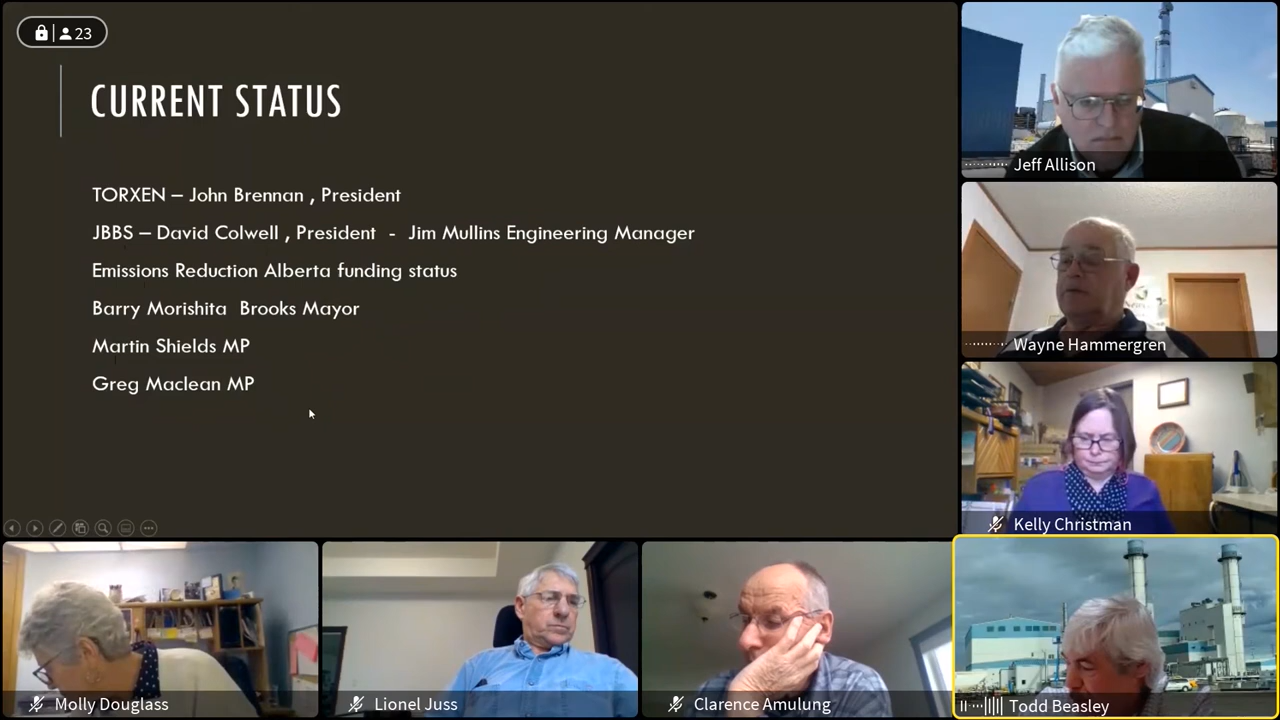 23
CURRENT STATUS
TORXEN – John Brennan , President
JBBS – David Colwell , President - Jim Mullins Engineering Manager
Emissions Reduction Alberta funding status
Barry Morishita Brooks Mayor
Martin Shields MP
Greg Maclean MP
Jeff Allison
Wayne Hammergren
Kelly Christman
Molly Douglass
Lionel Juss
Clarence Amulung
Todd Beasley